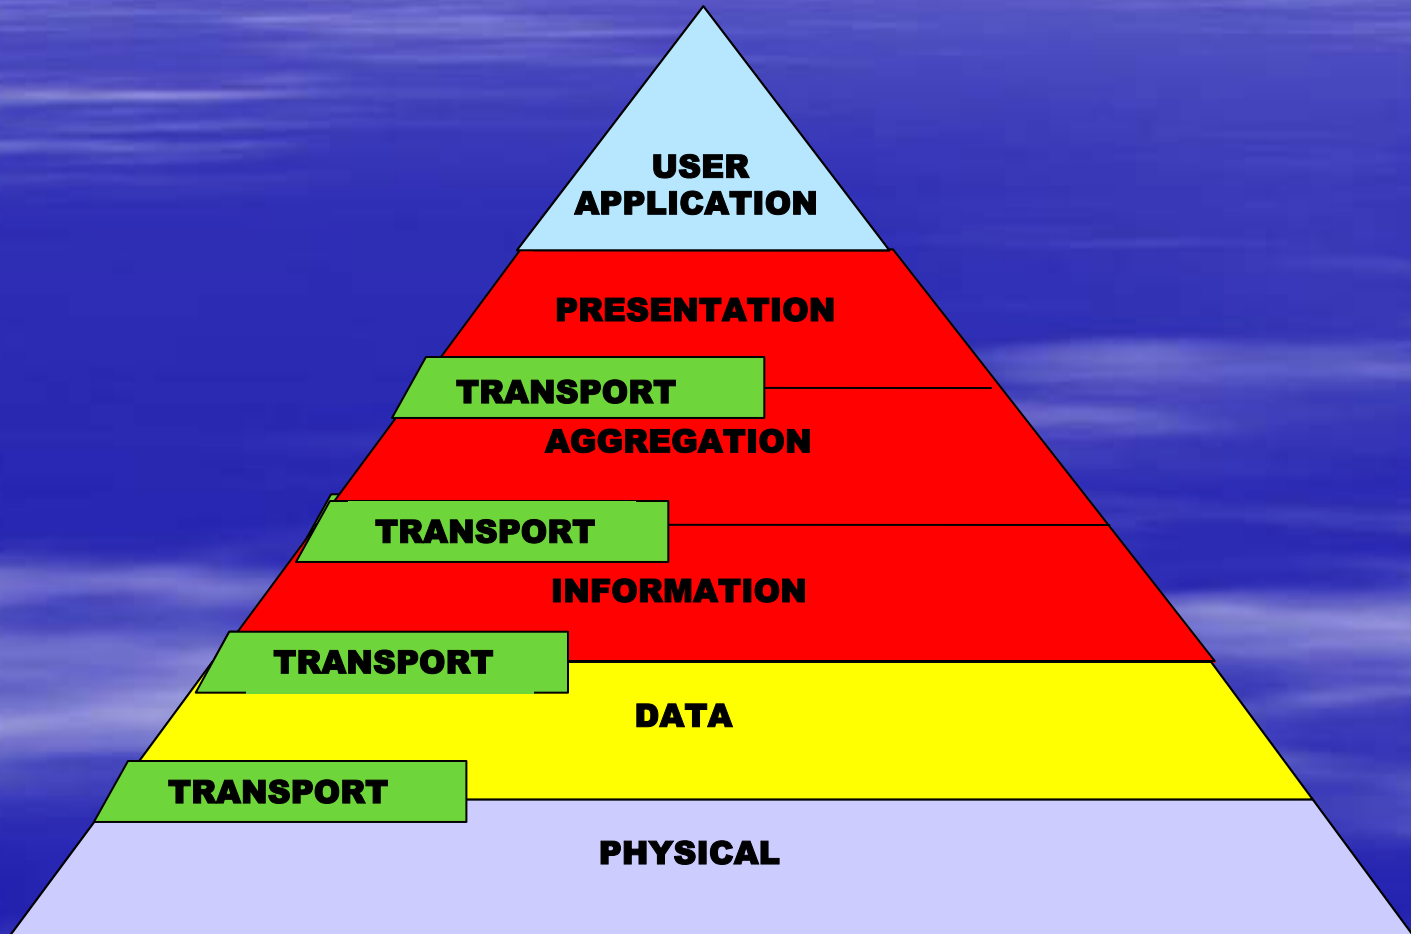 USER
APPLICATION
PRESENTATION
TRANSPORT
AGGREGATION
TRANSPORT
INFORMATION
TRANSPORT
DATA
TRANSPORT
PHYSICAL